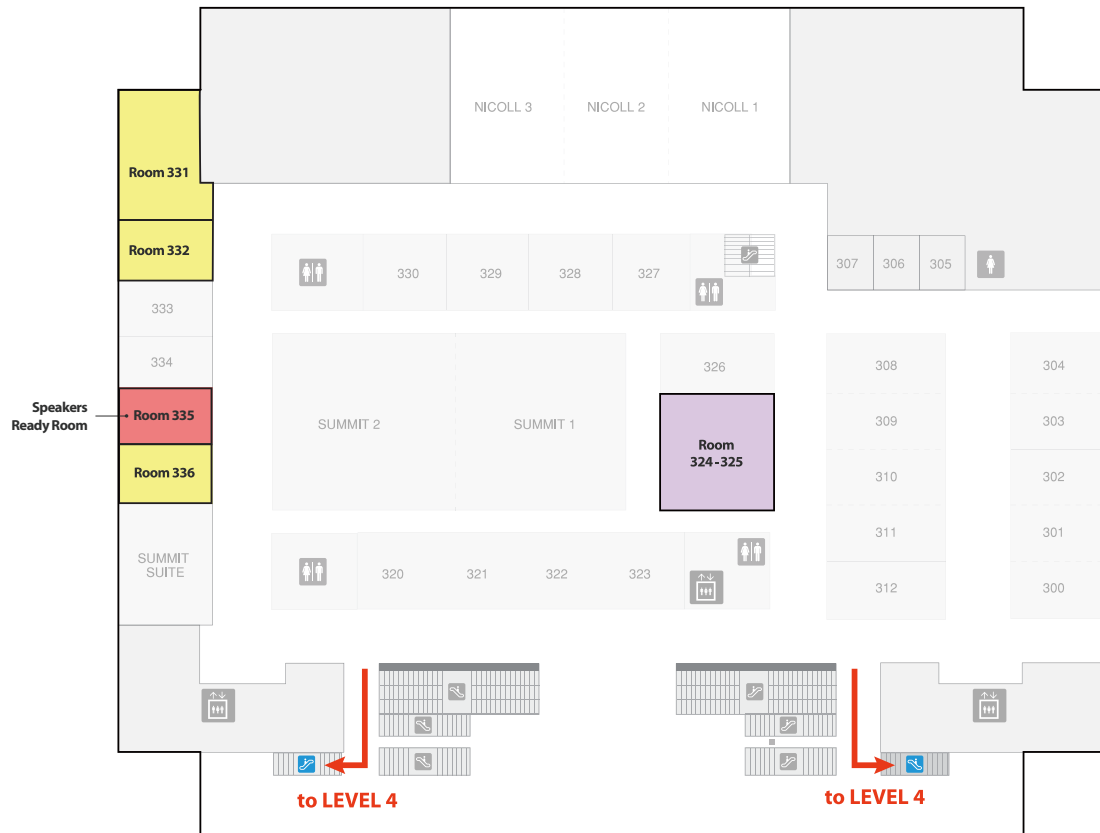 NICOLL 3
NICOLL 2
NICOLL 1
Room 331
Room 332
333
334
Speakers
Ready Room
Room 335
Room 336
SUMMIT
SUITE
330
329
328
327
307
306
305
SUMMIT 2
SUMMIT 1
326
Room
324-325
308
309
310
311
312
304
303
302
301
300
320
321
322
323
to LEVEL 4
to LEVEL 4